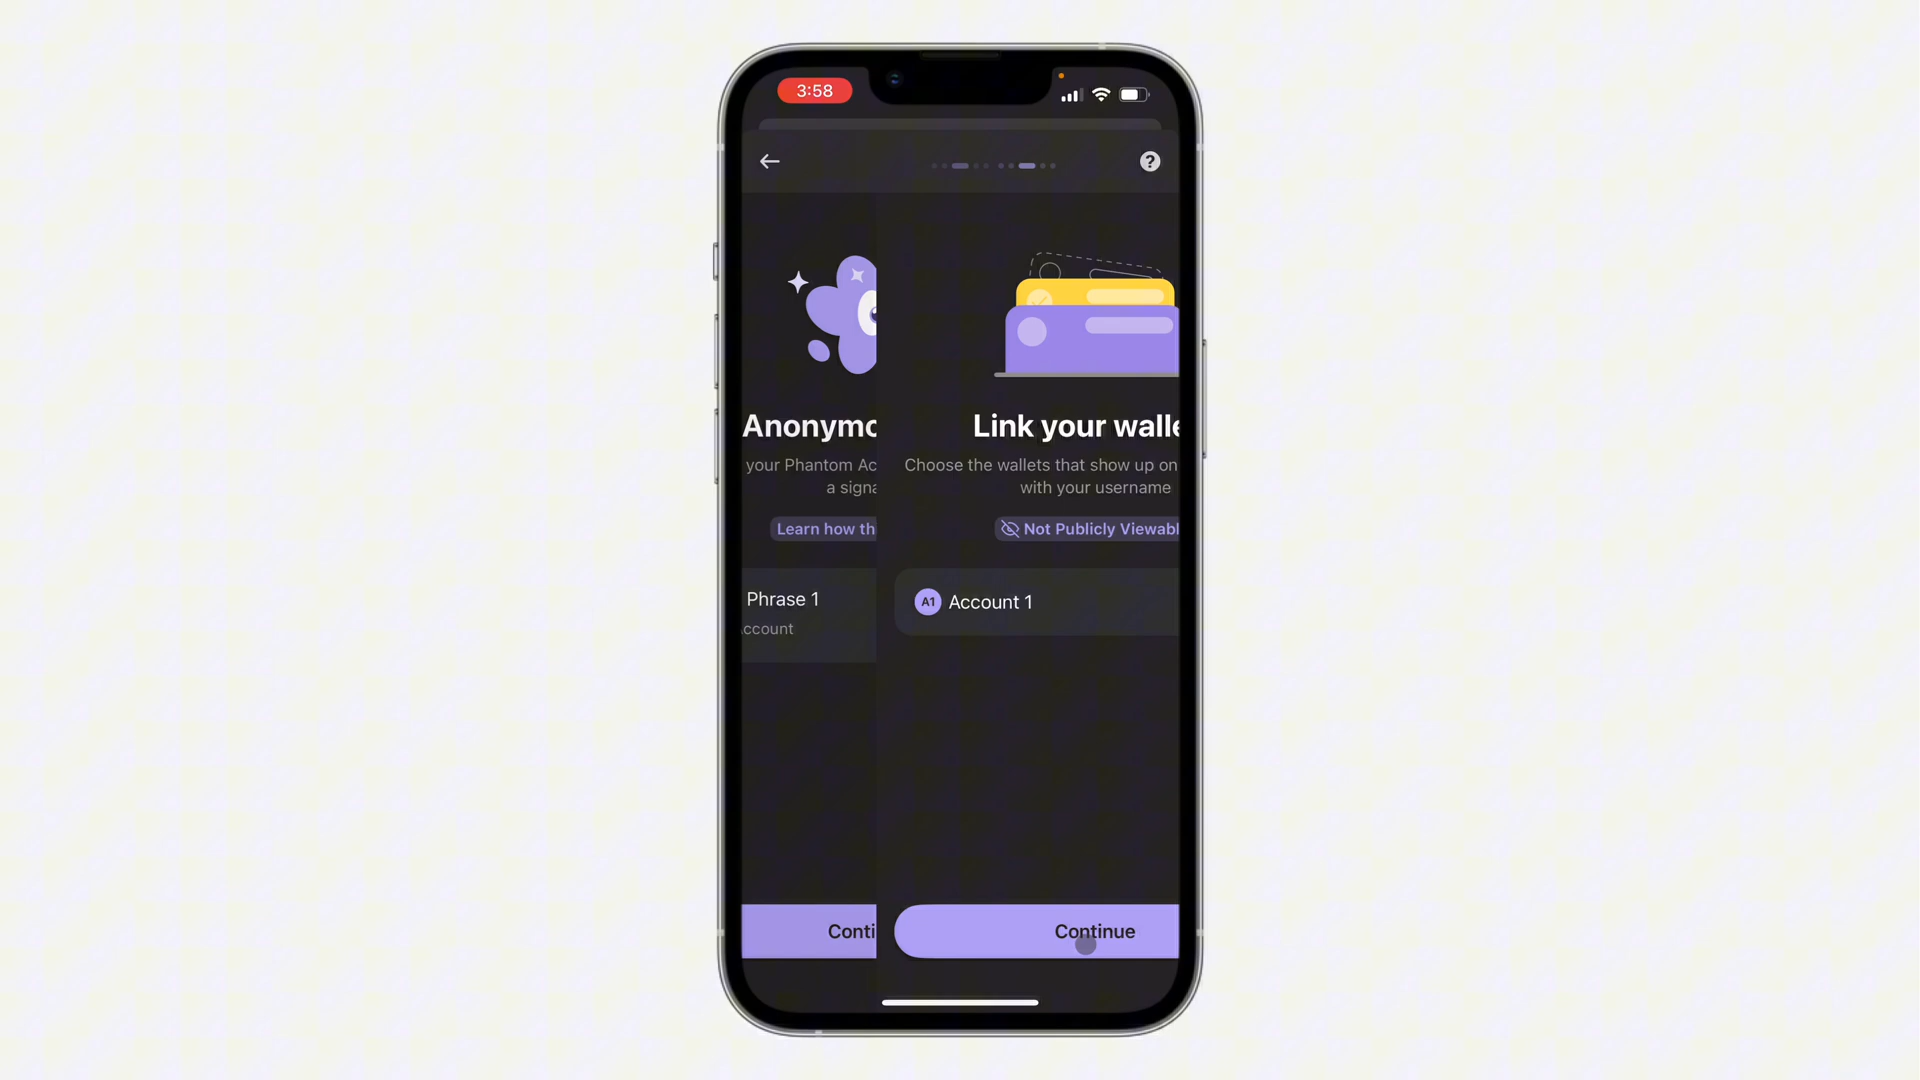 3:58
?
Anonymo
your Phantom Ac
a signa
Learn how th
Phrase 1
ccount
Conti
Link your walle
Choose the wallets that show up on
with your username
Not Publicly Viewabl
A1 Account 1
Continue